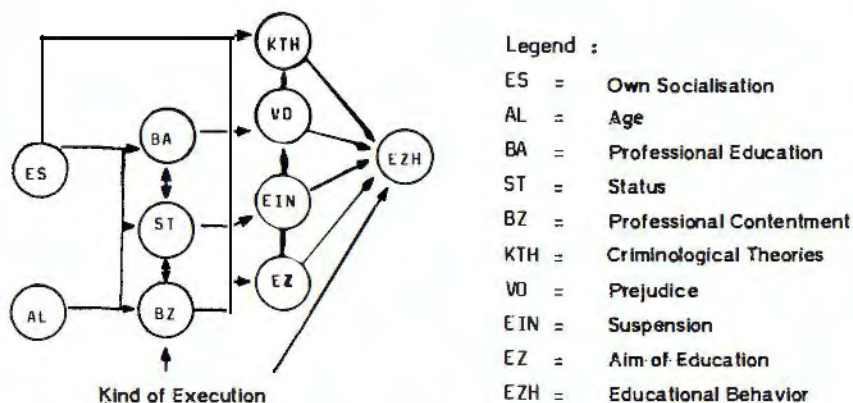 KTH
VO
BA
ES
EZH
EIN
ST
EZ
AL
BZ
Kind of Execution
Legend :
ES = Own Socialisation
AL = Age
BA = Professional Education
ST = Status
BZ = Professional Contentment
KTH = Criminological Theories
VO = Prejudice
EIN = Suspension
EZ = Aim of Education
EZH = Educational Behavior